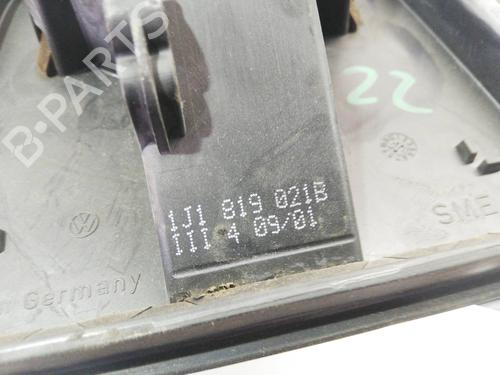 B-PARTS
22
1J1 819 021B
III 4 09/01
SME
Germany